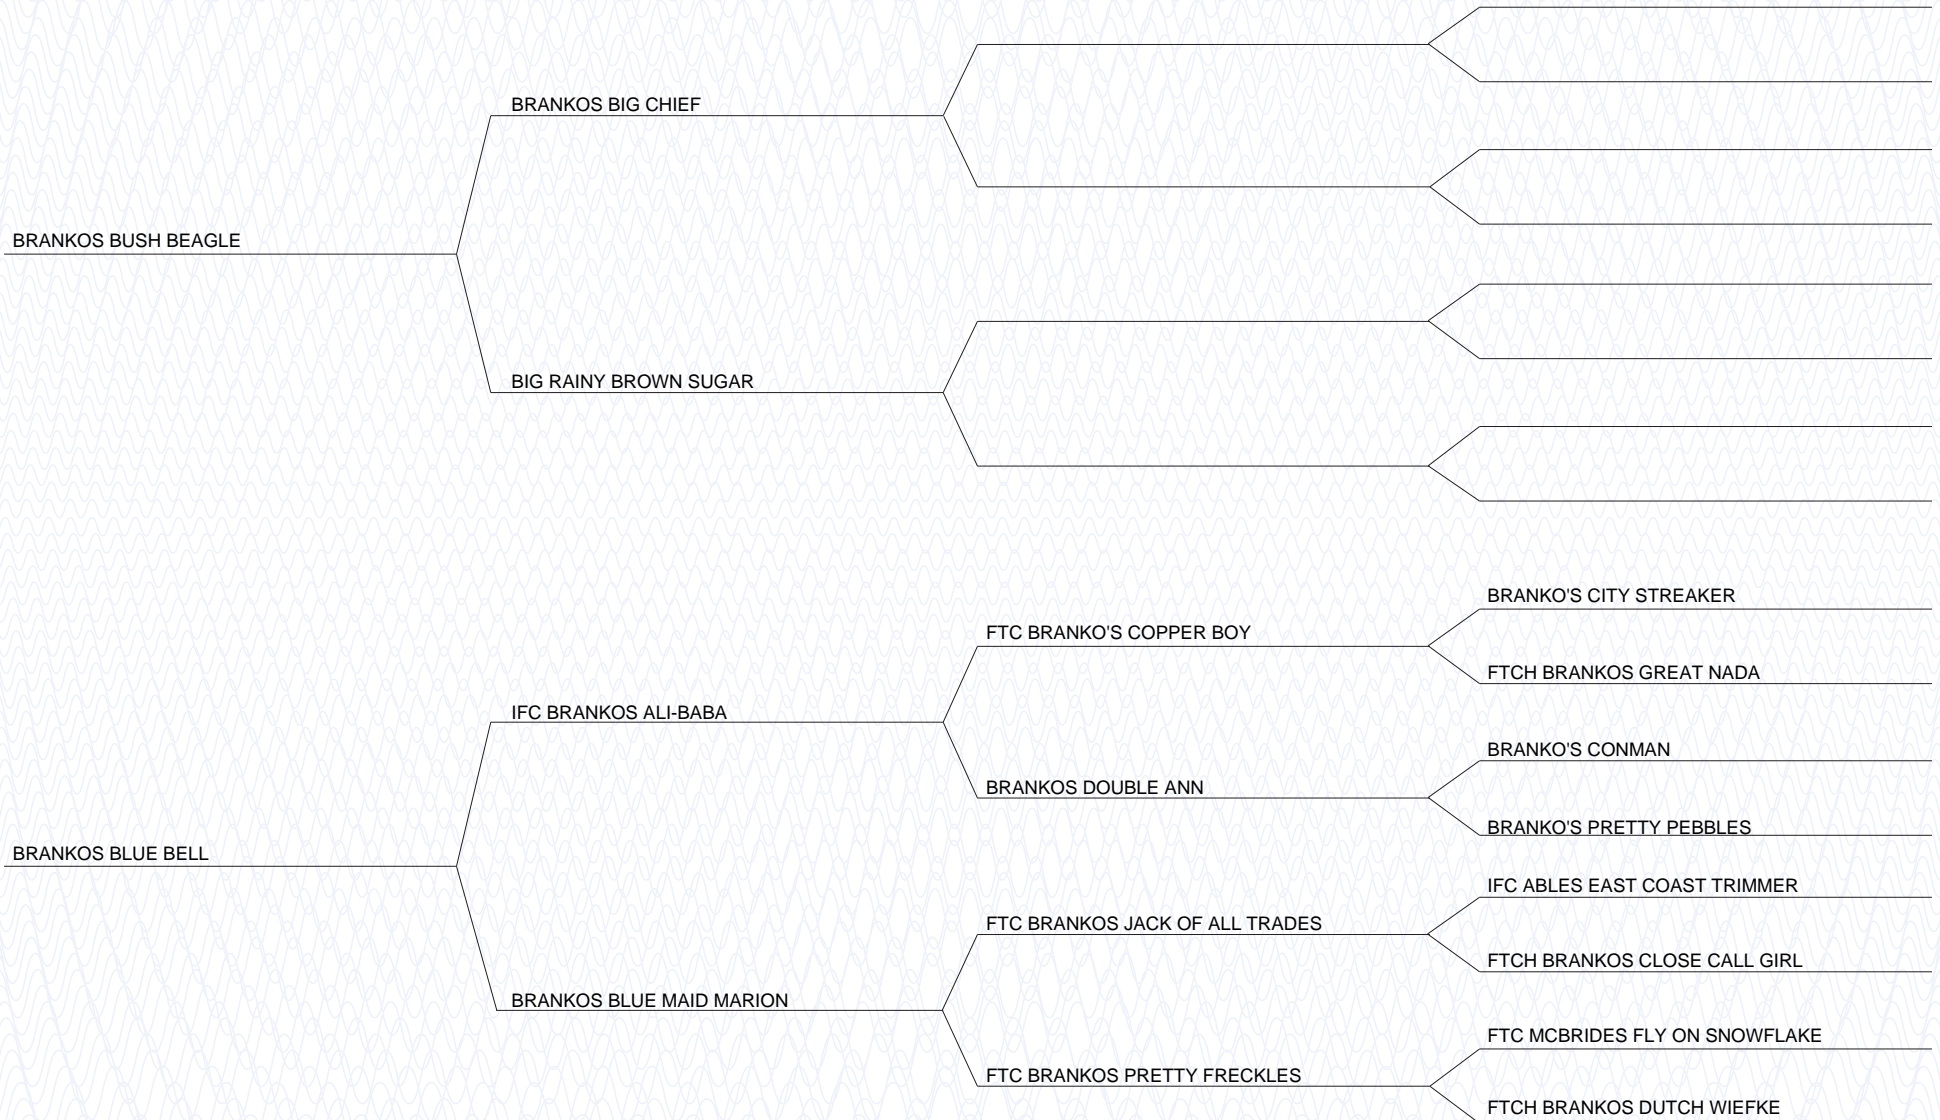 BRANKOS BIG CHIEF
BRANKOS BUSH BEAGLE
BIG RAINY BROWN SUGAR
BRANKO'S CITY STREAKER
FTC BRANKO'S COPPER BOY
FTCH BRANKOS GREAT NADA
IFC BRANKOS ALI-BABA
BRANKO'S CONMAN
BRANKOS DOUBLE ANN
BRANKO'S PRETTY PEBBLES
BRANKOS BLUE BELL
IFC ABLES EAST COAST TRIMMER
FTC BRANKOS JACK OF ALL TRADES
FTCH BRANKOS CLOSE CALL GIRL
BRANKOS BLUE MAID MARION
FTC MCBRIDES FLY ON SNOWFLAKE
FTC BRANKOS PRETTY FRECKLES
FTCH BRANKOS DUTCH WIEFKE